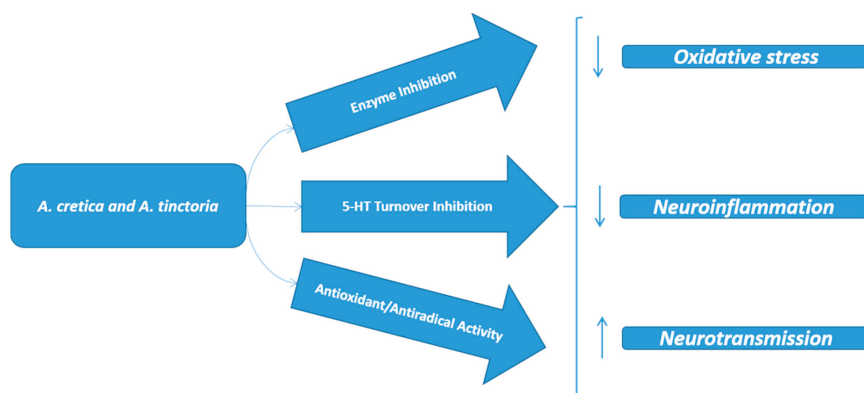 A. cretica and A. tinctoria
Enzyme Inhibition
5-HT Turnover Inhibition
Antioxidant/Antiradical Activity
Oxidative stress
Neuroinflammation
Neurotransmission